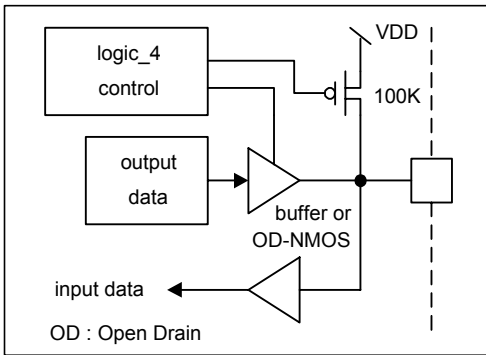 logic_4
control
VDD
100K
output
data
buffer or
OD-NMOS
input data
OD : Open Drain